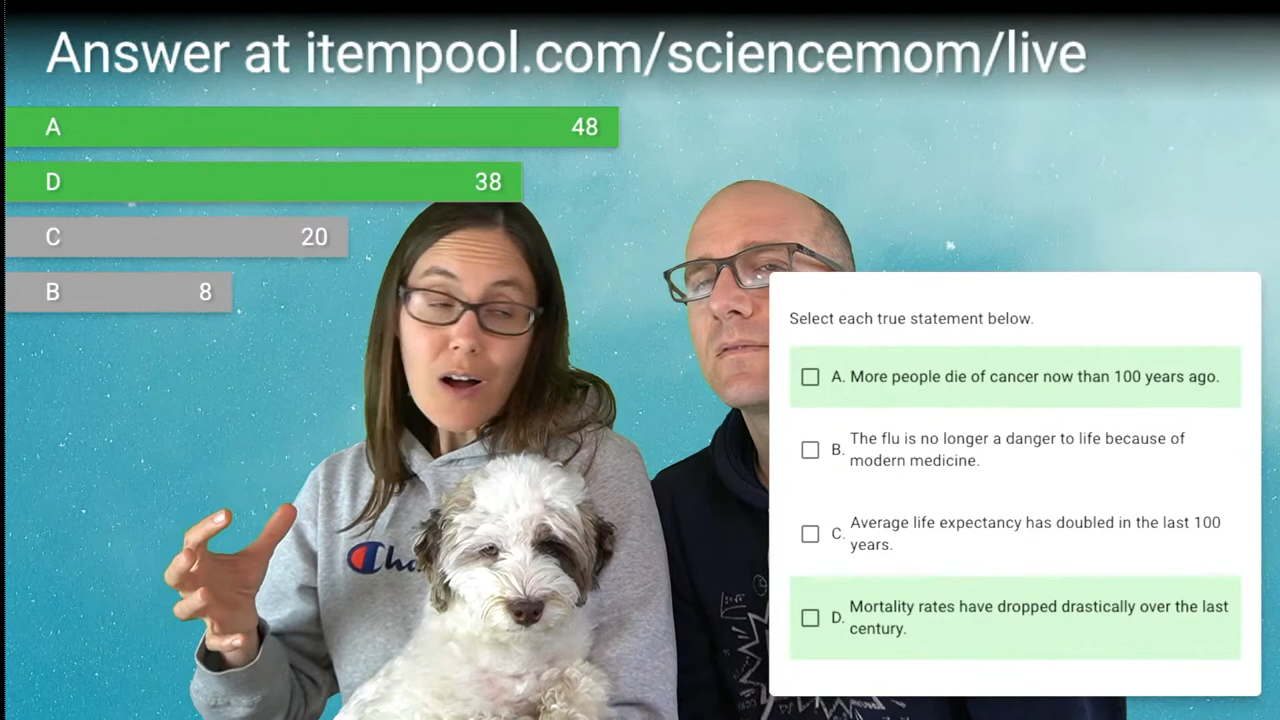 Answer at itempool.com/sciencemom/live
A 48
D 38
C 20
B 8
Select each true statement below.
A. More people die of cancer now than 100 years ago.
B. The flu is no longer a danger to life because of
modern medicine.
C. Average life expectancy has doubled in the last 100
years.
D. Mortality rates have dropped drastically over the last
century.
Cha